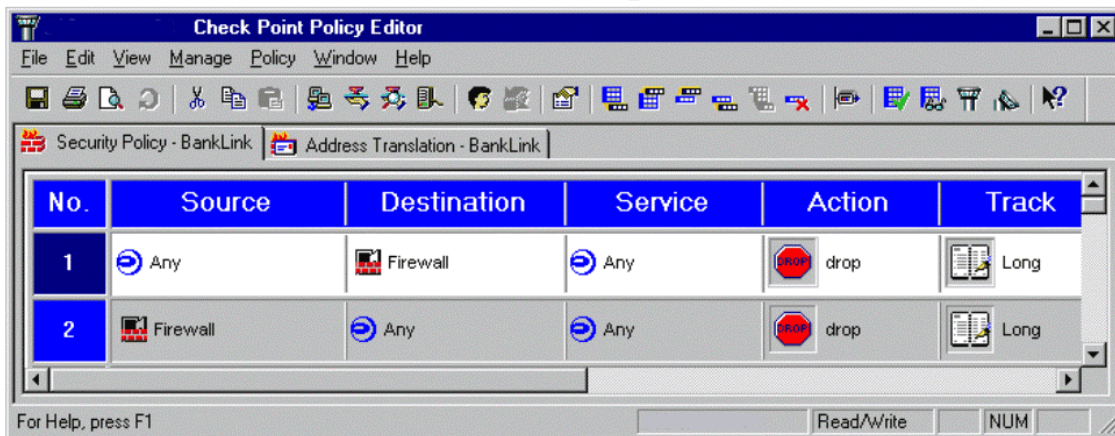 Check Point Policy Editor
File Edit View Manage Policy Window Help
Security Policy - BankLink Address Translation - BankLink
No. Source Destination Service Action Track
1 Any Firewall Any DROP drop Long
2 Firewall Any Any DROP drop Long
For Help, press F1 Read/Write NUM